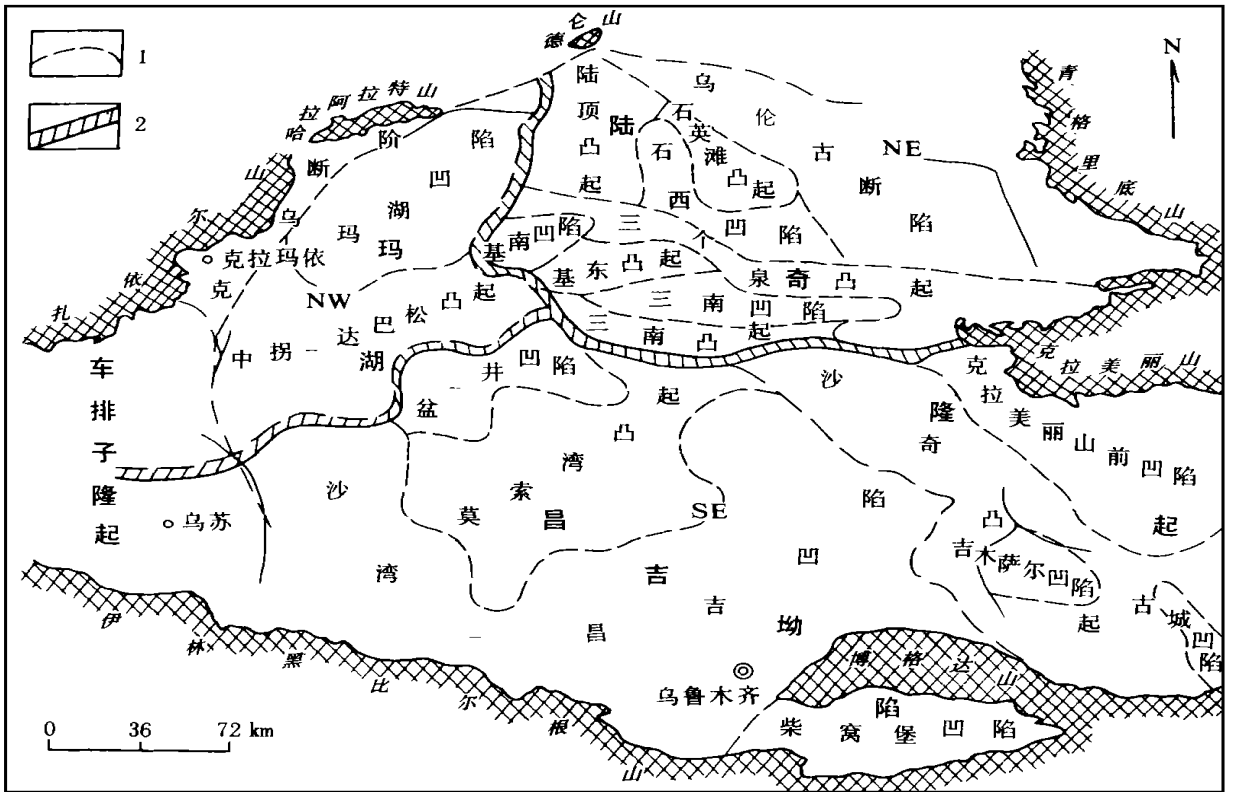 1
2
德仑山
N
哈拉阿拉特山
青格里底山
扎依尔山
陆顶凸起
乌伦古断陷
NE
石英滩凸起
石西凹陷
三个泉凸起
乌—克断阶
玛湖凹陷
玛湖
克拉玛依
NW
中拐—达巴松凸起
基南凹陷
基东凸起
三南凹陷
三南凸起
陆奇隆起
克拉美丽山
克拉美丽山前凹陷
车排子隆起
乌苏
盆一井凹陷
莫索湾凸起
沙湾—昌吉凹陷
昌吉坳陷
SE
沙奇凸起
吉木萨尔凹陷
古城凹陷
伊林黑比尔根山
博格达山
乌鲁木齐
柴窝堡凹陷
0 36 72 km